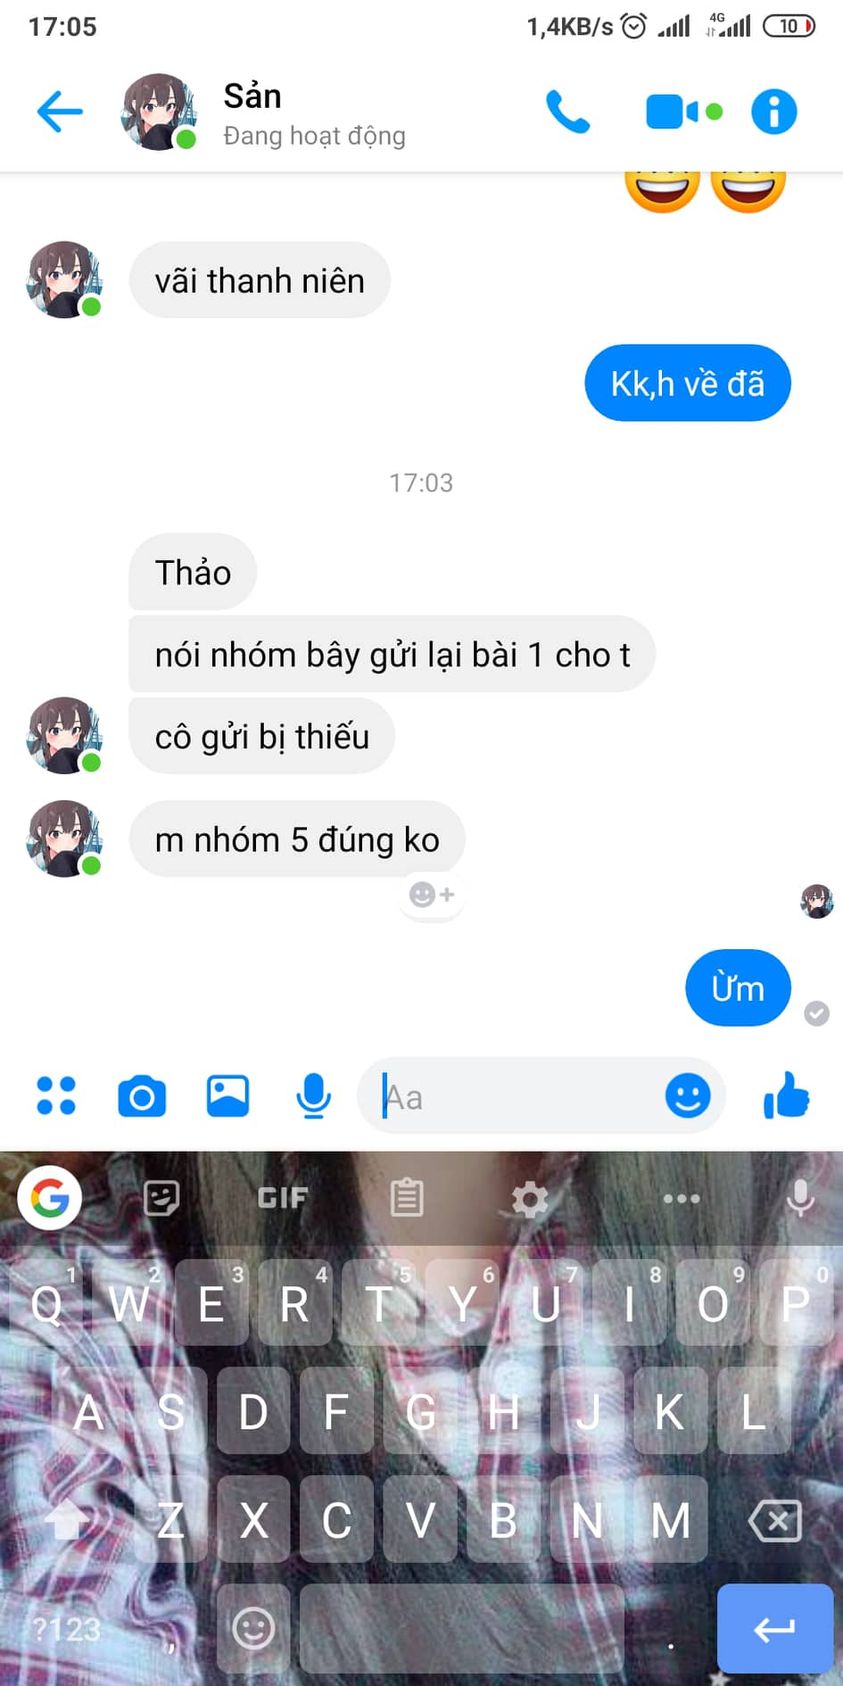 17:05 1,4KB/s 4G 10
Sản
Đang hoạt động
vãi thanh niên
Kk,h về đã
17:03
Thảo
nói nhóm bây gửi lại bài 1 cho t
cô gửi bị thiếu
m nhóm 5 đúng ko
Ừm
Aa
G GIF
1 2 3 4 5 6 7 8 9 0
Q W E R T Y U I O P
A S D F G H J K L
Z X C V B N M
?123 , .